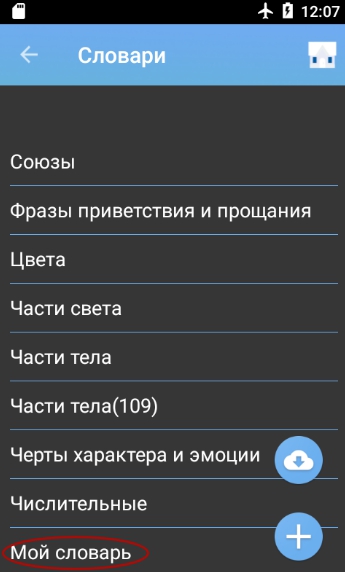 12:07
Словари
Союзы
Фразы приветствия и прощания
Цвета
Части света
Части тела
Части тела(109)
Черты характера и эмоции
Числительные
Мой словарь